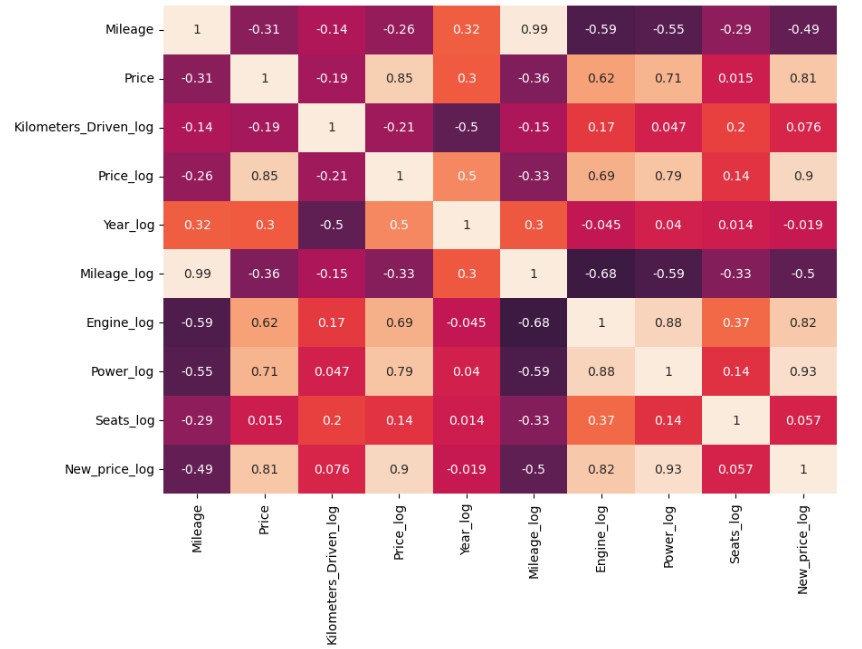 Mileage 1 -0.31 -0.14 -0.26 0.32 0.99 -0.59 -0.55 -0.29 -0.49
Price -0.31 1 -0.19 0.85 0.3 -0.36 0.62 0.71 0.015 0.81
Kilometers_Driven_log -0.14 -0.19 1 -0.21 -0.5 -0.15 0.17 0.047 0.2 0.076
Price_log -0.26 0.85 -0.21 1 0.5 -0.33 0.69 0.79 0.14 0.9
Year_log 0.32 0.3 -0.5 0.5 1 0.3 -0.045 0.04 0.014 -0.019
Mileage_log 0.99 -0.36 -0.15 -0.33 0.3 1 -0.68 -0.59 -0.33 -0.5
Engine_log -0.59 0.62 0.17 0.69 -0.045 -0.68 1 0.88 0.37 0.82
Power_log -0.55 0.71 0.047 0.79 0.04 -0.59 0.88 1 0.14 0.93
Seats_log -0.29 0.015 0.2 0.14 0.014 -0.33 0.37 0.14 1 0.057
New_price_log -0.49 0.81 0.076 0.9 -0.019 -0.5 0.82 0.93 0.057 1
Mileage
Price
Kilometers_Driven_log
Price_log
Year_log
Mileage_log
Engine_log
Power_log
Seats_log
New_price_log